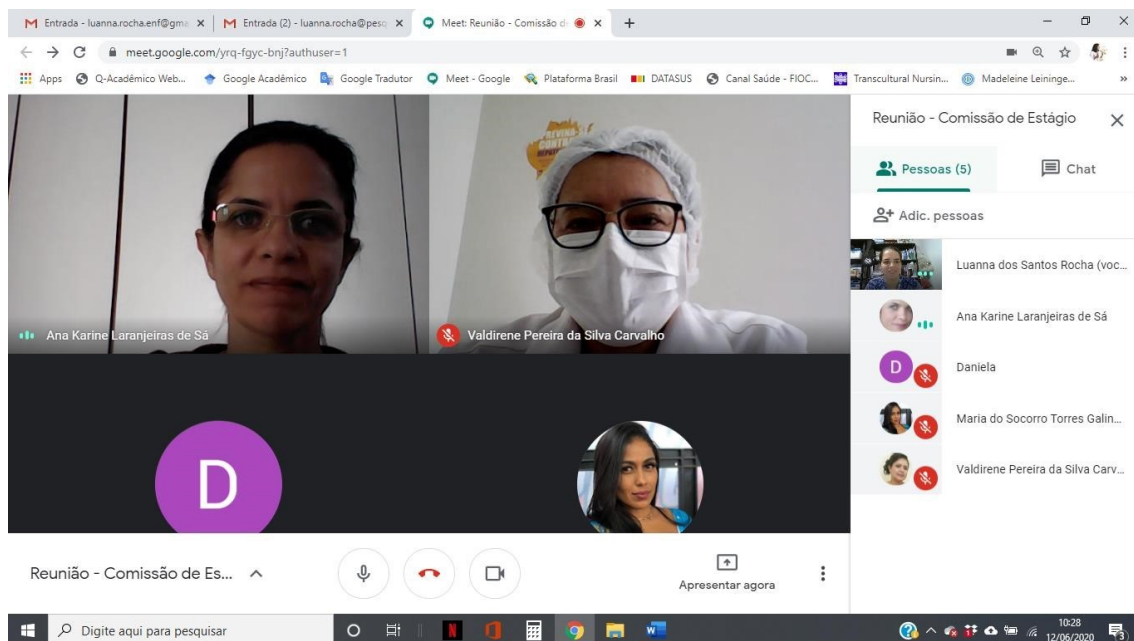 Entrada - luanna.rocha.enf@gma
Entrada (2) - luanna.rocha@pesq
Meet: Reunião - Comissão d
meet.google.com/yrq-fgyc-bnj?authuser=1
Apps
Q-Acadêmico Web...
Google Acadêmico
Google Tradutor
Meet - Google
Plataforma Brasil
DATASUS
Canal Saúde - FIOC...
Transcultural Nursin...
Madeleine Leininge...
»
Ana Karine Laranjeiras de Sá
Valdirene Pereira da Silva Carvalho
D
Reunião - Comissão de Estágio
Pessoas (5)
Chat
Adic. pessoas
Luanna dos Santos Rocha (voc...
Ana Karine Laranjeiras de Sá
D
Daniela
Maria do Socorro Torres Galin...
Valdirene Pereira da Silva Carv...
Reunião - Comissão de Es...
Apresentar agora
Digite aqui para pesquisar
10:28
12/06/2020